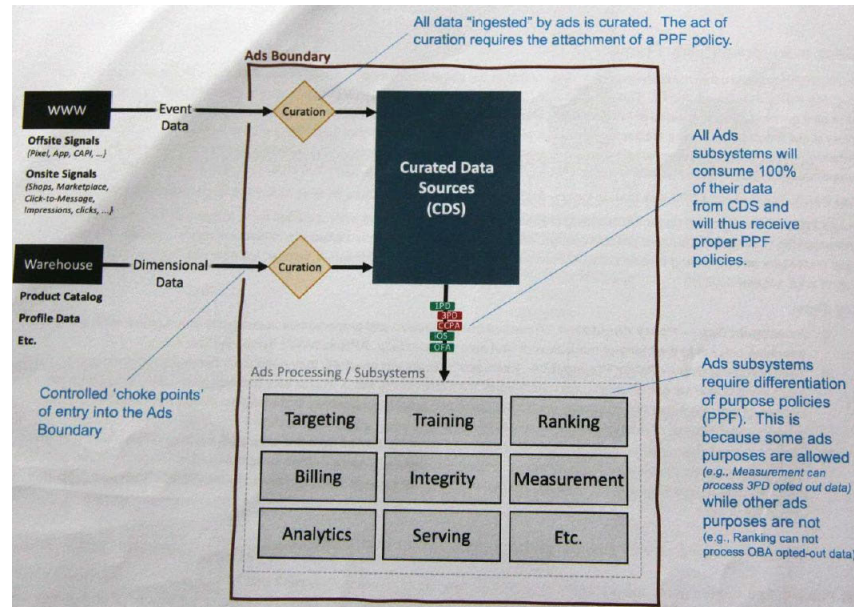 All data "ingested" by ads is curated. The act of
curation requires the attachment of a PPF policy.
Ads Boundary
WWW
Event
Data
Curation
Offsite Signals
(Pixel, App, CAPI, ...}
Onsite Signals
(Shops, Marketplace,
Click-to-Message,
Impressions, clicks, ...}
Curated Data
Sources
(CDS)
All Ads
subsystems will
consume 100%
of their data
from CDS and
will thus receive
proper PPF
policies.
Warehouse
Dimensional
Data
Curation
Product Catalog
Profile Data
Etc.
1PD
3PD
CCPA
iOS
OBA
Controlled 'choke points'
of entry into the Ads
Boundary
Ads Processing / Subsystems
Targeting
Training
Ranking
Billing
Integrity
Measurement
Analytics
Serving
Etc.
Ads subsystems
require differentiation
of purpose policies
(PPF). This is
because some ads
purposes are allowed
(e.g., Measurement can
process 3PD opted out data)
while other ads
purposes are not
(e.g., Ranking can not
process OBA opted-out data)